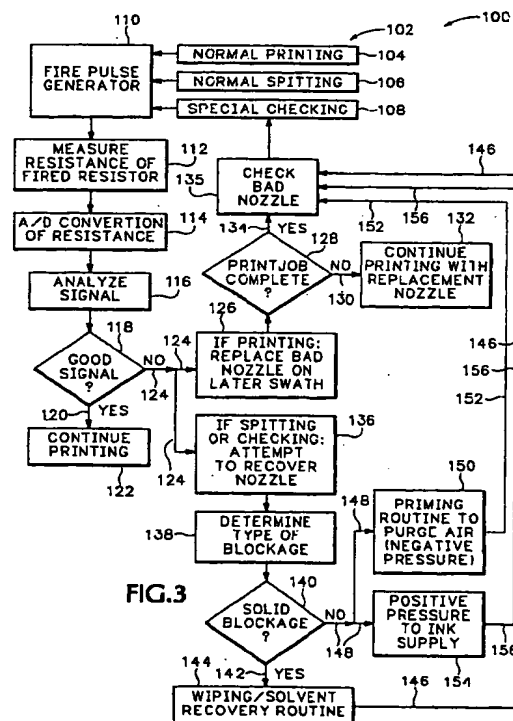 100
102
110
FIRE PULSE
GENERATOR
NORMAL PRINTING
104
NORMAL SPITTING
106
SPECIAL CHECKING
108
MEASURE
RESISTANCE OF
FIRED RESISTOR
112
A/D CONVERTION
OF RESISTANCE
114
ANALYZE
SIGNAL
116
118
GOOD
SIGNAL
?
NO
124
120
YES
CONTINUE
PRINTING
122
135
CHECK
BAD
NOZZLE
146
156
152
134
YES
128
PRINTJOB
COMPLETE
?
NO
130
132
CONTINUE
PRINTING WITH
REPLACEMENT
NOZZLE
126
124
IF PRINTING:
REPLACE BAD
NOZZLE ON
LATER SWATH
146
156
152
136
124
IF SPITTING
OR CHECKING:
ATTEMPT
TO RECOVER
NOZZLE
138
DETERMINE
TYPE OF
BLOCKAGE
150
148
PRIMING
ROUTINE TO
PURGE AIR
(NEGATIVE
PRESSURE)
FIG.3
140
SOLID
BLOCKAGE
?
NO
148
148
POSITIVE
PRESSURE
TO INK
SUPPLY
154
156
142
YES
144
WIPING/SOLVENT
RECOVERY ROUTINE
146